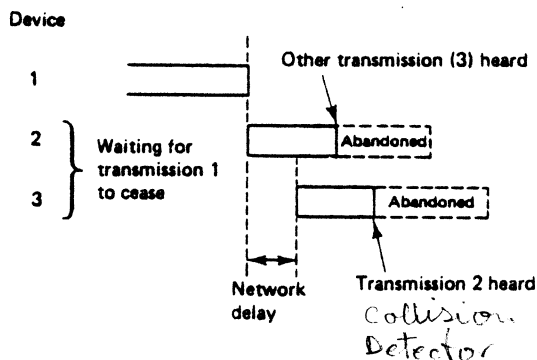 Device
1
Other transmission (3) heard
2
Abandoned
Waiting for
transmission 1
to cease
3
Abandoned
Network
delay
Transmission 2 heard
Collision
Detector